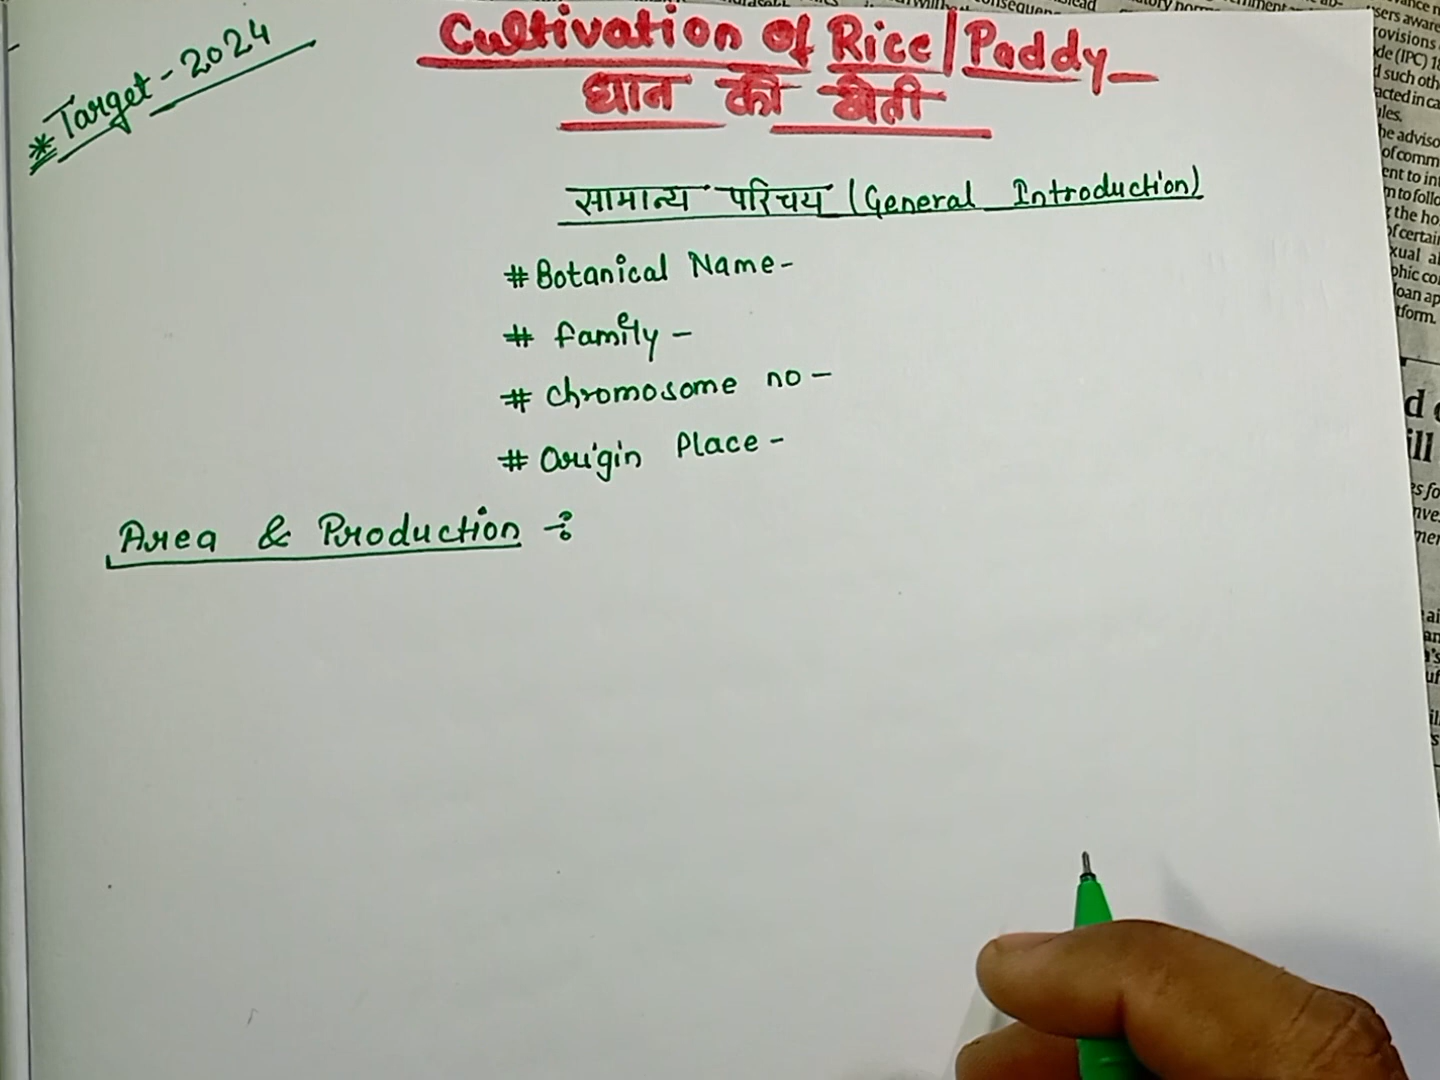 * Target - 2024
Cultivation of Rice/Paddy
धान की खेती
सामान्य परिचय (General Introduction)
# Botanical Name-
# family -
# Chromosome no -
# Origin Place -
Area & Production -: